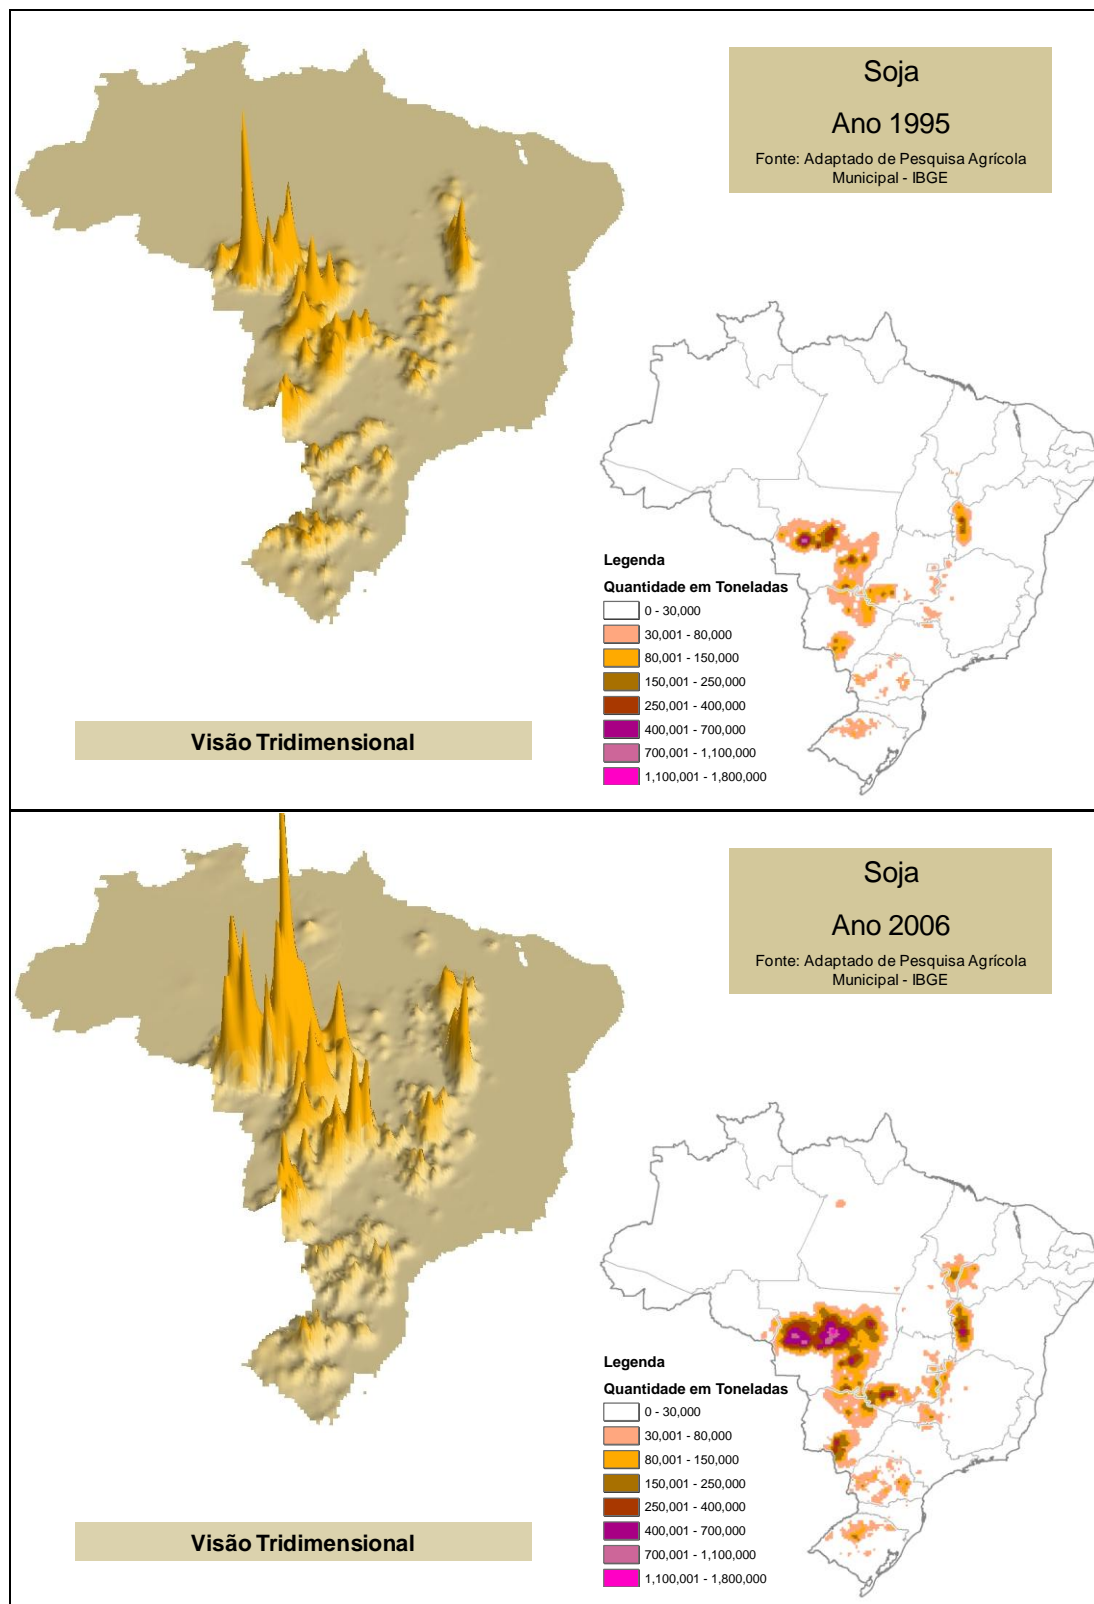 Soja
Ano 1995
Fonte: Adaptado de Pesquisa Agrícola
Municipal - IBGE
Legenda
Quantidade em Toneladas
0 - 30,000
30,001 - 80,000
80,001 - 150,000
150,001 - 250,000
250,001 - 400,000
400,001 - 700,000
700,001 - 1,100,000
1,100,001 - 1,800,000
Visão Tridimensional
Soja
Ano 2006
Fonte: Adaptado de Pesquisa Agrícola
Municipal - IBGE
Legenda
Quantidade em Toneladas
0 - 30,000
30,001 - 80,000
80,001 - 150,000
150,001 - 250,000
250,001 - 400,000
400,001 - 700,000
700,001 - 1,100,000
1,100,001 - 1,800,000
Visão Tridimensional